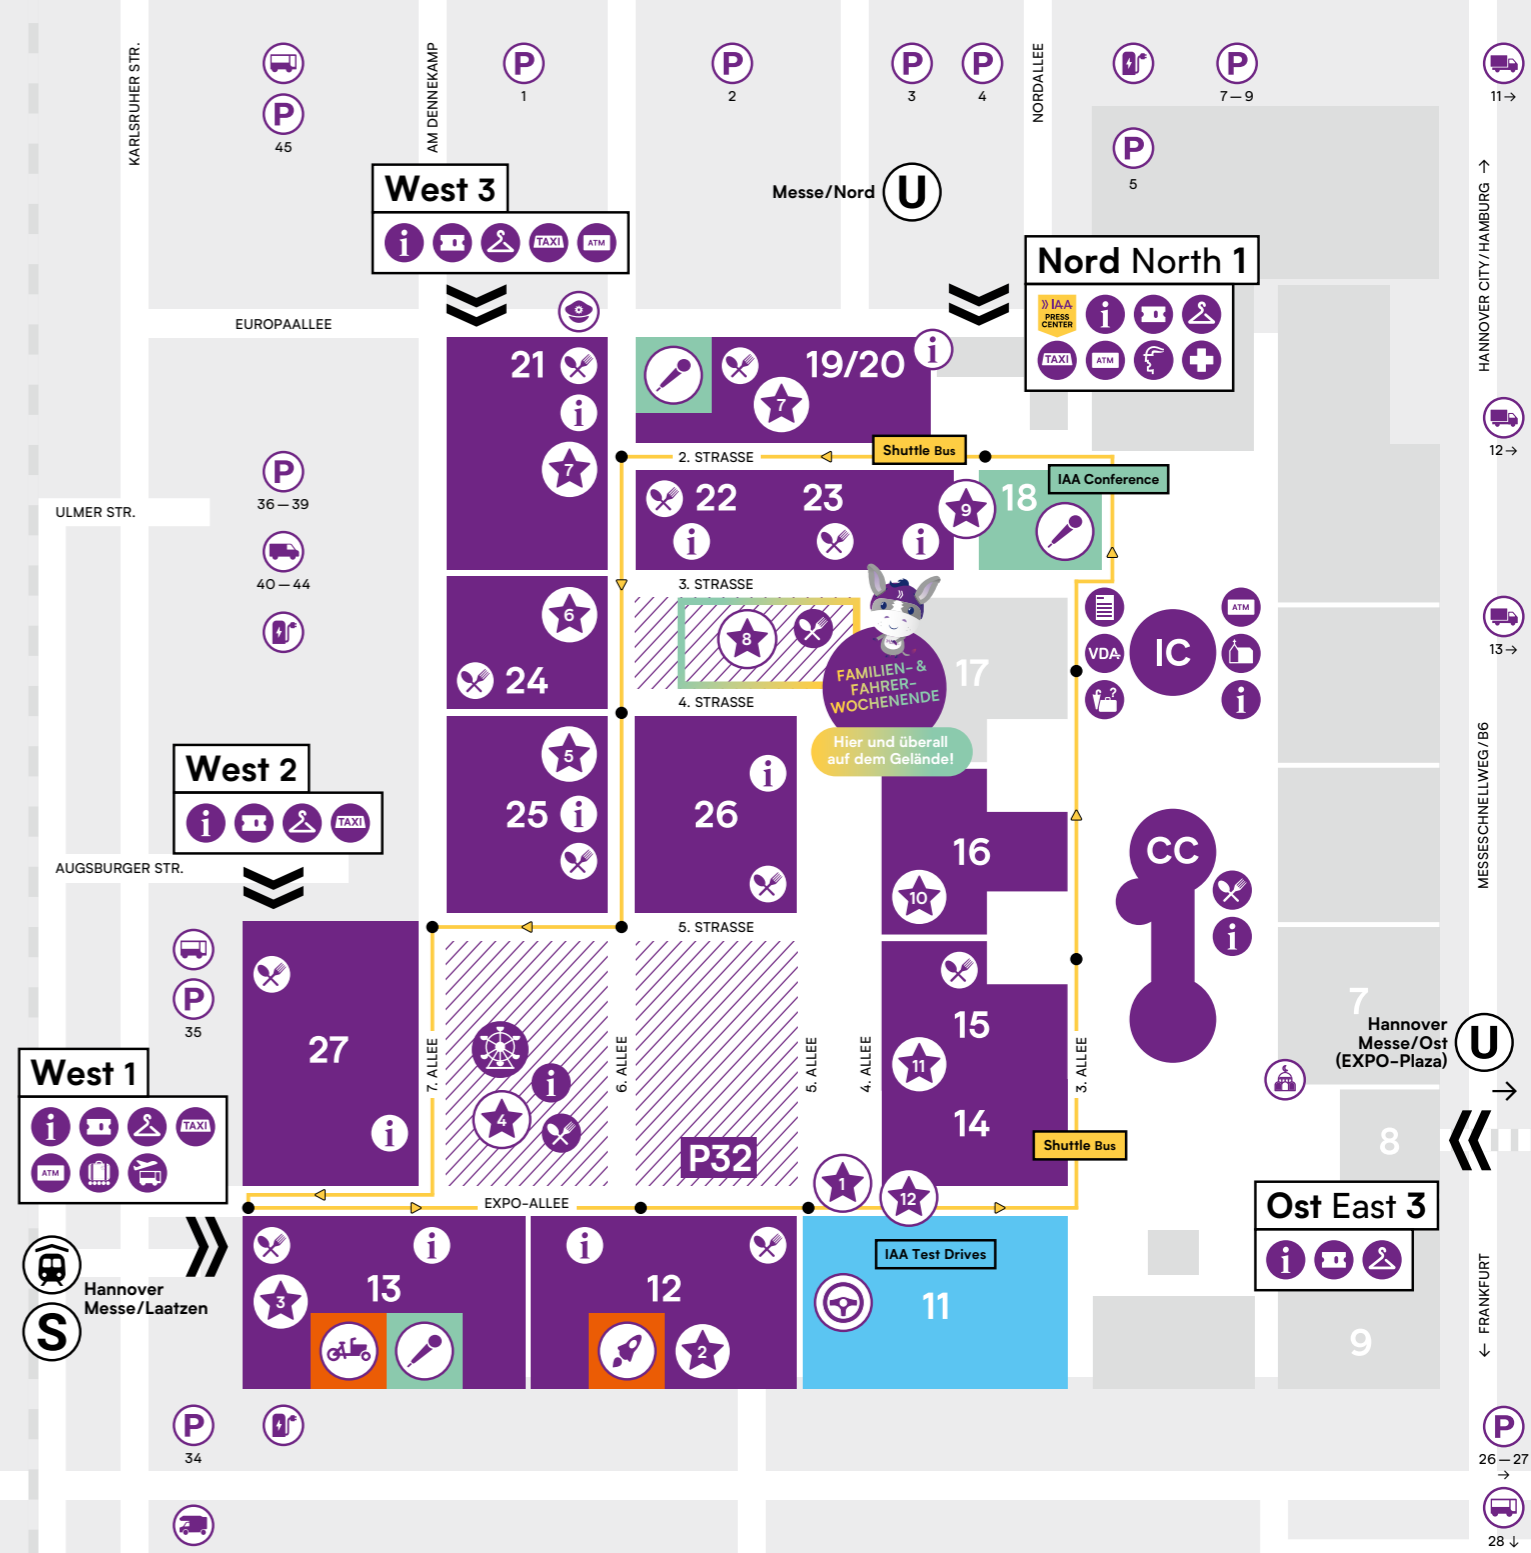 KARLSRUHER STR.
AM DENNEKAMP
NORDALLEE
P
45
P
1
P
2
P
3
P
4
P
7–9
P
5
11→
HANNOVER CITY/HAMBURG →
West 3
i
TAXI
ATM
Messe/Nord
U
Nord North 1
IAA
PRESS
CENTER
i
TAXI
ATM
EUROPAALLEE
21
i
7
19/20
i
7
2. STRASSE
Shuttle Bus
IAA Conference
22
23
i
i
9
18
12→
P
36–39
ULMER STR.
40–44
3. STRASSE
6
24
8
FAMILIEN- &
FAHRER-
WOCHENENDE
Hier und überall
auf dem Gelände!
17
4. STRASSE
VDA
IC
ATM
i
13→
MESSESCHNELLWEG/B6
West 2
i
TAXI
AUGSBURGER STR.
5
25
i
26
i
16
10
CC
i
5. STRASSE
P
35
27
i
7. ALLEE
i
4
6. ALLEE
P32
5. ALLEE
4. ALLEE
15
11
14
3. ALLEE
Shuttle Bus
7
Hannover
Messe/Ost
(EXPO-Plaza)
U
→
8
West 1
i
TAXI
ATM
EXPO-ALLEE
1
12
Ost East 3
i
Hannover
Messe/Laatzen
S
i
3
13
i
12
2
IAA Test Drives
11
9
← FRANKFURT
P
34
P
26–27
→
28 ↓